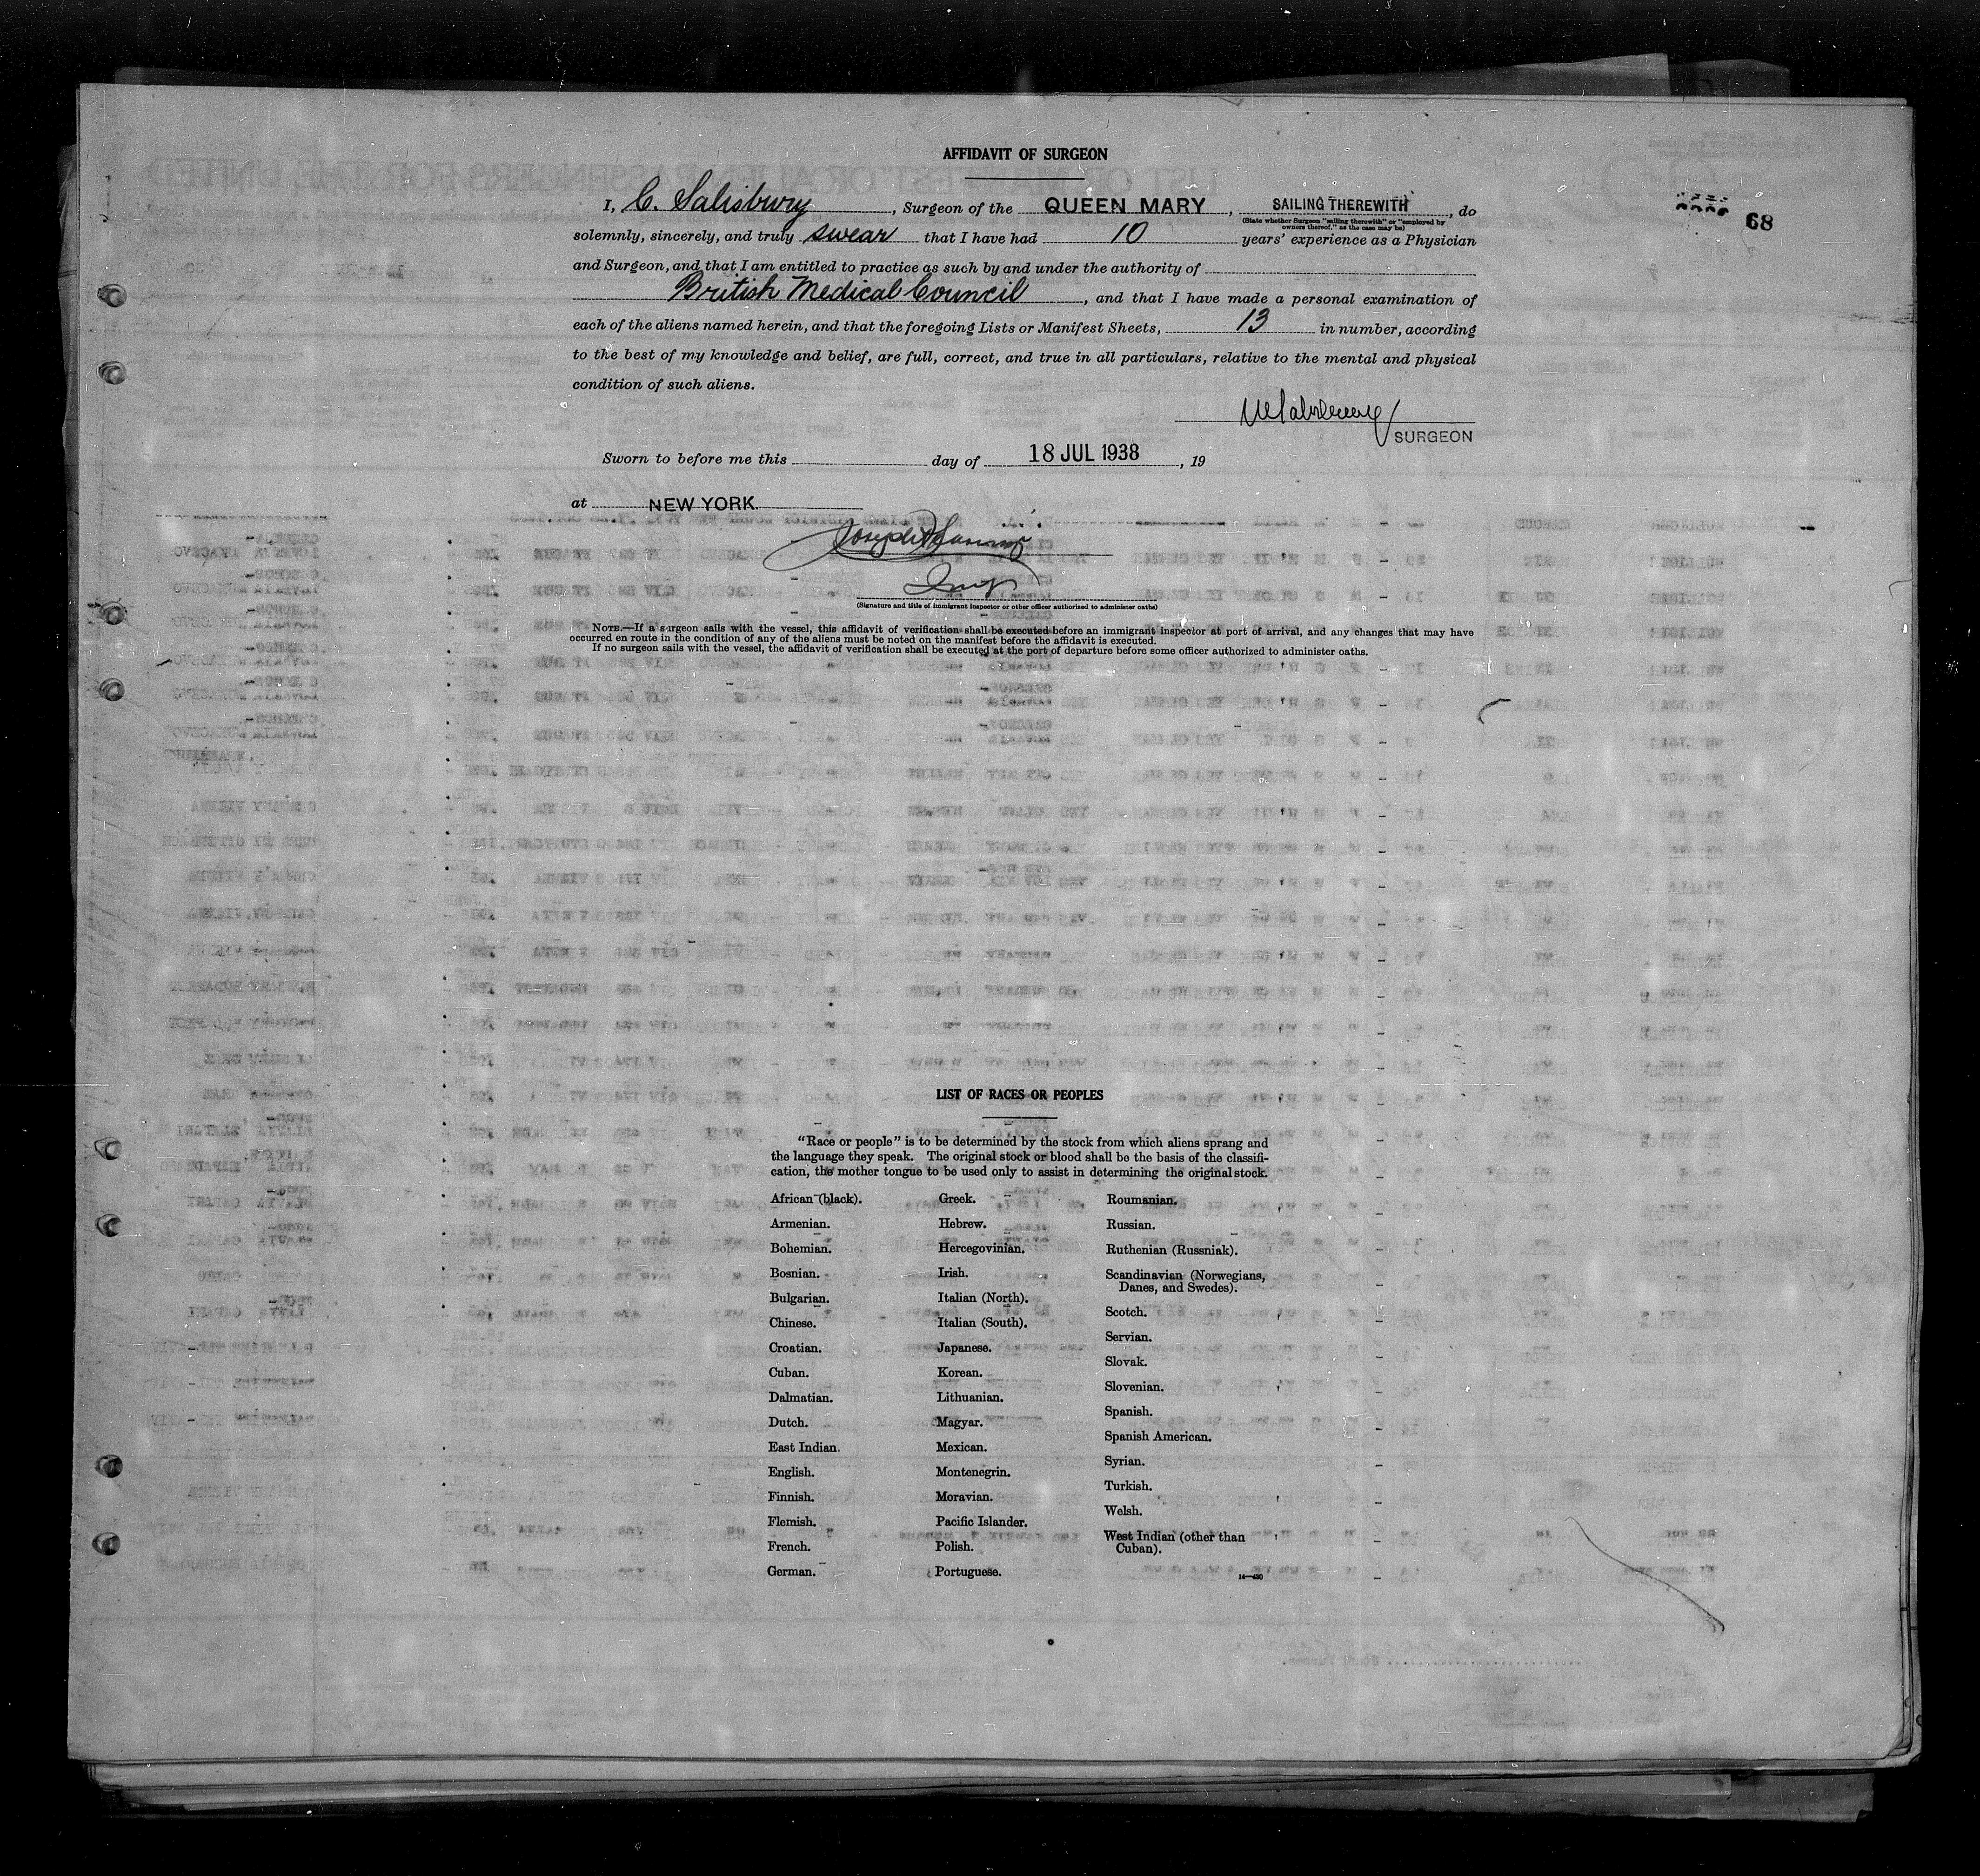 AFFIDAVIT OF SURGEON
I, C. Salisbury, Surgeon of the QUEEN MARY, SAILING THEREWITH, do
(State whether Surgeon "sailing therewith" or "employed by owners thereof," as the case may be)
68
solemnly, sincerely, and truly swear that I have had 10 years' experience as a Physician
and Surgeon, and that I am entitled to practice as such by and under the authority of
British Medical Council, and that I have made a personal examination of
each of the aliens named herein, and that the foregoing Lists or Manifest Sheets, 13 in number, according
to the best of my knowledge and belief, are full, correct, and true in all particulars, relative to the mental and physical
condition of such aliens.
SURGEON
Sworn to before me this day of 18 JUL 1938, 19
at NEW YORK.
Joseph
Insp
(Signature and title of immigrant inspector or other officer authorized to administer oaths)
NOTE.—If a surgeon sails with the vessel, this affidavit of verification shall be executed before an immigrant inspector at port of arrival, and any changes that may have
occurred en route in the condition of any of the aliens must be noted on the manifest before the affidavit is executed.
If no surgeon sails with the vessel, the affidavit of verification shall be executed at the port of departure before some officer authorized to administer oaths.
LIST OF RACES OR PEOPLES
"Race or people" is to be determined by the stock from which aliens sprang and
the language they speak. The original stock or blood shall be the basis of the classifi-
cation, the mother tongue to be used only to assist in determining the original stock.
African (black).
Armenian.
Bohemian.
Bosnian.
Bulgarian.
Chinese.
Croatian.
Cuban.
Dalmatian.
Dutch.
East Indian.
English.
Finnish.
Flemish.
French.
German.
Greek.
Hebrew.
Hercegovinian.
Irish.
Italian (North).
Italian (South).
Japanese.
Korean.
Lithuanian.
Magyar.
Mexican.
Montenegrin.
Moravian.
Pacific Islander.
Polish.
Portuguese.
Roumanian.
Russian.
Ruthenian (Russniak).
Scandinavian (Norwegians,
Danes, and Swedes).
Scotch.
Servian.
Slovak.
Slovenian.
Spanish.
Spanish American.
Syrian.
Turkish.
Welsh.
West Indian (other than
Cuban).
14—430